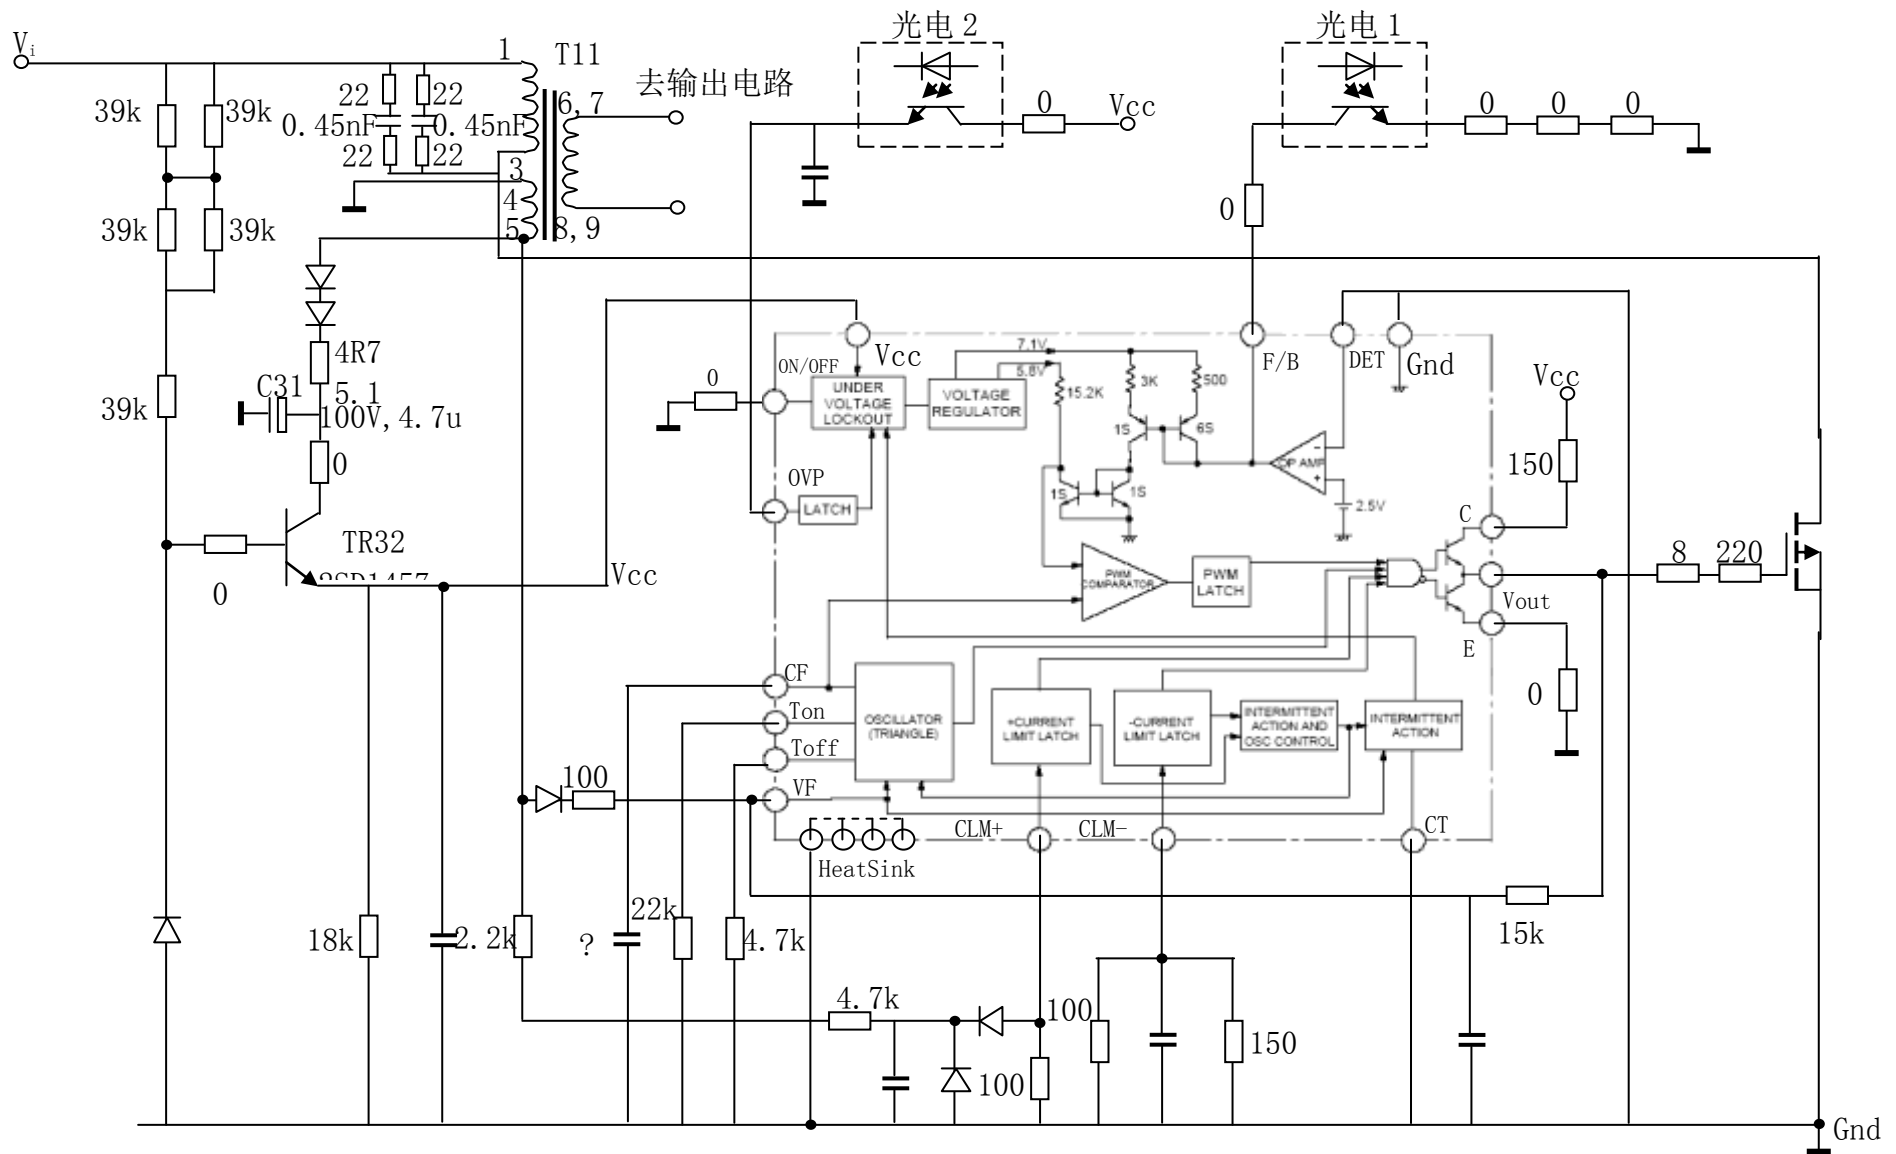 光电 2
光电 1
Vi
1
T11
去输出电路
39k
39k
22
22
0.45nF
0.45nF
22
22
6,7
0
Vcc
0
0
0
3
4
5
8,9
39k
39k
0
4R7
5.1
C31
100V,4.7u
0
39k
0
ON/OFF
Vcc
UNDER
VOLTAGE
LOCKOUT
VOLTAGE
REGULATOR
7.1V
5.8V
15.2K
3K
500
1S
6S
1S
1S
F/B
DET
Gnd
OP AMP
-
+
2.5V
Vcc
150
OVP
LATCH
TR32
2SD1457
Vcc
0
PWM
COMPARATOR
PWM
LATCH
C
Vout
E
8
220
0
CF
Ton
Toff
VF
OSCILLATOR
(TRIANGLE)
+CURRENT
LIMIT LATCH
-CURRENT
LIMIT LATCH
INTERMITTENT
ACTION AND
OSC CONTROL
INTERMITTENT
ACTION
100
CLM+
CLM-
CT
HeatSink
18k
2.2k
?
22k
4.7k
15k
4.7k
100
100
150
Gnd